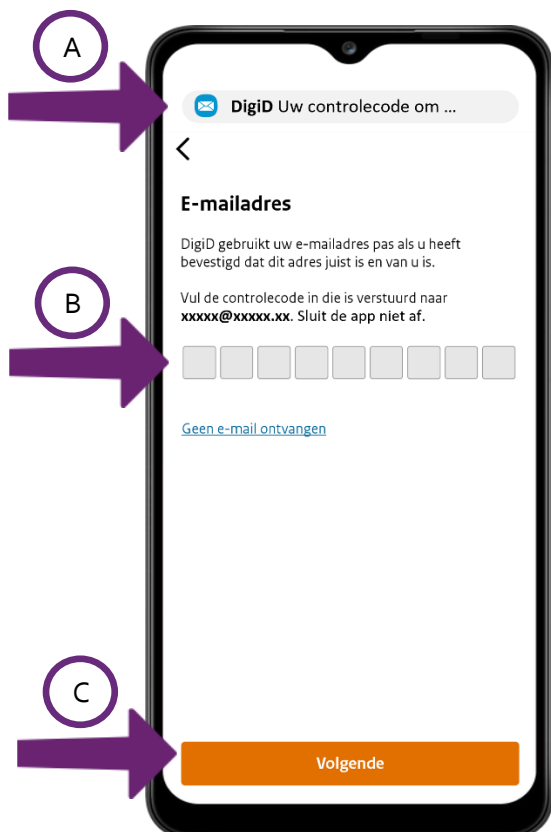 A
DigiD Uw controlecode om ...
E-mailadres
DigiD gebruikt uw e-mailadres pas als u heeft
bevestigd dat dit adres juist is en van u is.
B
Vul de controlecode in die is verstuurd naar
xxxxx@xxxxx.xx. Sluit de app niet af.
Geen e-mail ontvangen
C
Volgende